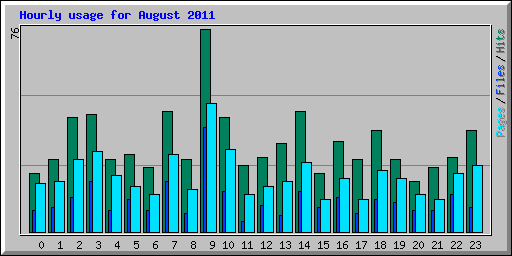 Hourly usage for August 2011
76
Pages / Files / Hits
0 1 2 3 4 5 6 7 8 9 10 11 12 13 14 15 16 17 18 19 20 21 22 23